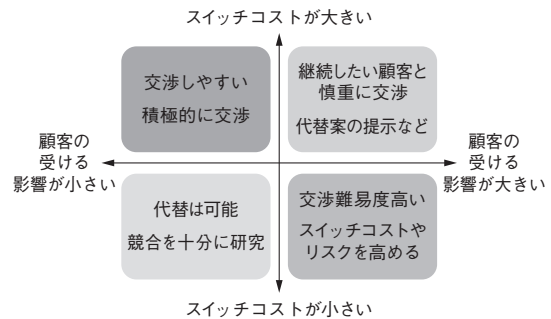 スイッチコストが大きい
交渉しやすい
積極的に交渉
継続したい顧客と
慎重に交渉
代替案の提示など
顧客の
受ける
影響が小さい
顧客の
受ける
影響が大きい
代替は可能
競合を十分に研究
交渉難易度高い
スイッチコストや
リスクを高める
スイッチコストが小さい